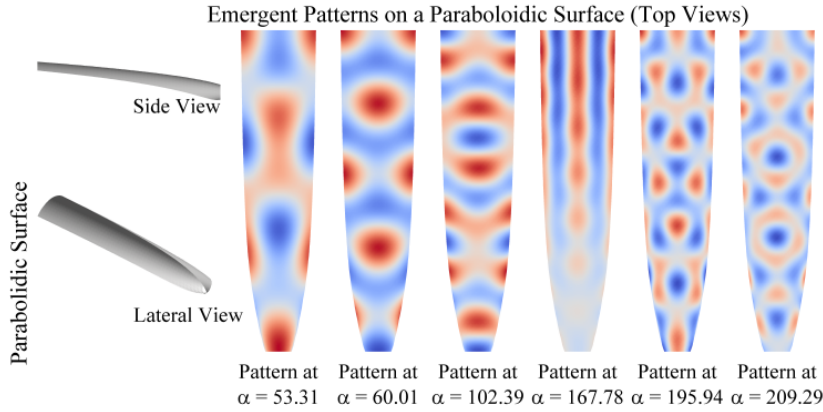 Emergent Patterns on a Paraboloidic Surface (Top Views)
Side View
Parabolidic Surface
Lateral View
Pattern at
α = 53.31
Pattern at
α = 60.01
Pattern at
α = 102.39
Pattern at
α = 167.78
Pattern at
α = 195.94
Pattern at
α = 209.29